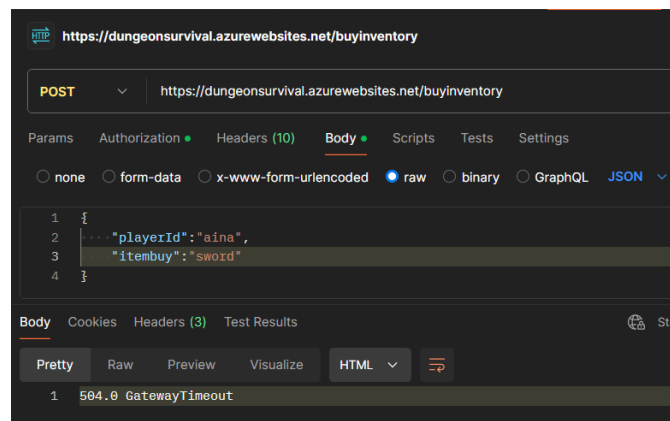 HTTP https://dungeonsurvival.azurewebsites.net/buyinventory
POST https://dungeonsurvival.azurewebsites.net/buyinventory
Params Authorization Headers (10) Body Scripts Tests Settings
none form-data x-www-form-urlencoded raw binary GraphQL JSON
1 {
2 ····"playerId":"aina",
3 ····"itembuy":"sword"
4 }
Body Cookies Headers (3) Test Results St
Pretty Raw Preview Visualize HTML
1 504.0 GatewayTimeout